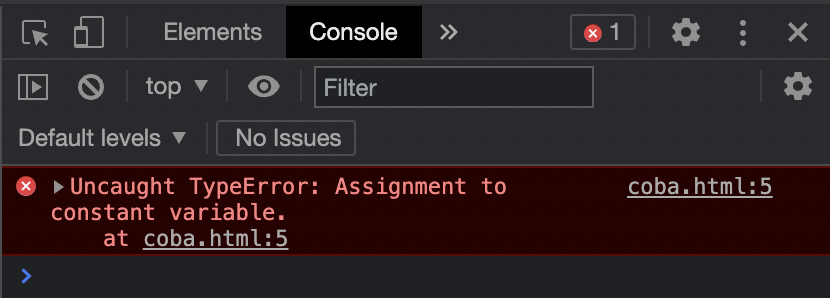 Elements Console 1
top Filter
Default levels No Issues
Uncaught TypeError: Assignment to coba.html:5
constant variable.
at coba.html:5